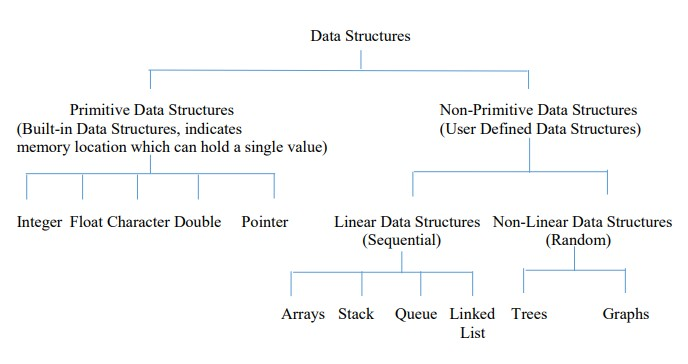 Data Structures
Primitive Data Structures
(Built-in Data Structures, indicates
memory location which can hold a single value)
Non-Primitive Data Structures
(User Defined Data Structures)
Integer Float Character Double Pointer
Linear Data Structures
(Sequential)
Non-Linear Data Structures
(Random)
Arrays Stack Queue Linked
List
Trees Graphs